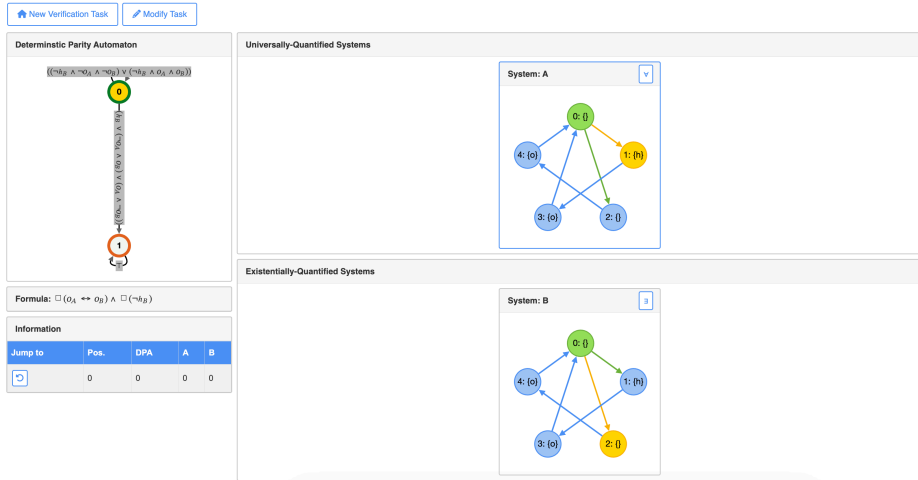 New Verification Task
Modify Task
Determinstic Parity Automaton
((¬h_B ∧ ¬o_A ∧ ¬o_B) ∨ (¬h_B ∧ o_A ∧ o_B))
0
1
⊤
Formula: □ (o_A ↔ o_B) ∧ □ (¬h_B)
Information
Jump to Pos. DPA A B
0 0 0 0
Universally-Quantified Systems
System: A ∀
0: {}
4: {o} 1: {h}
3: {o} 2: {}
Existentially-Quantified Systems
System: B ∃
0: {}
4: {o} 1: {h}
3: {o} 2: {}